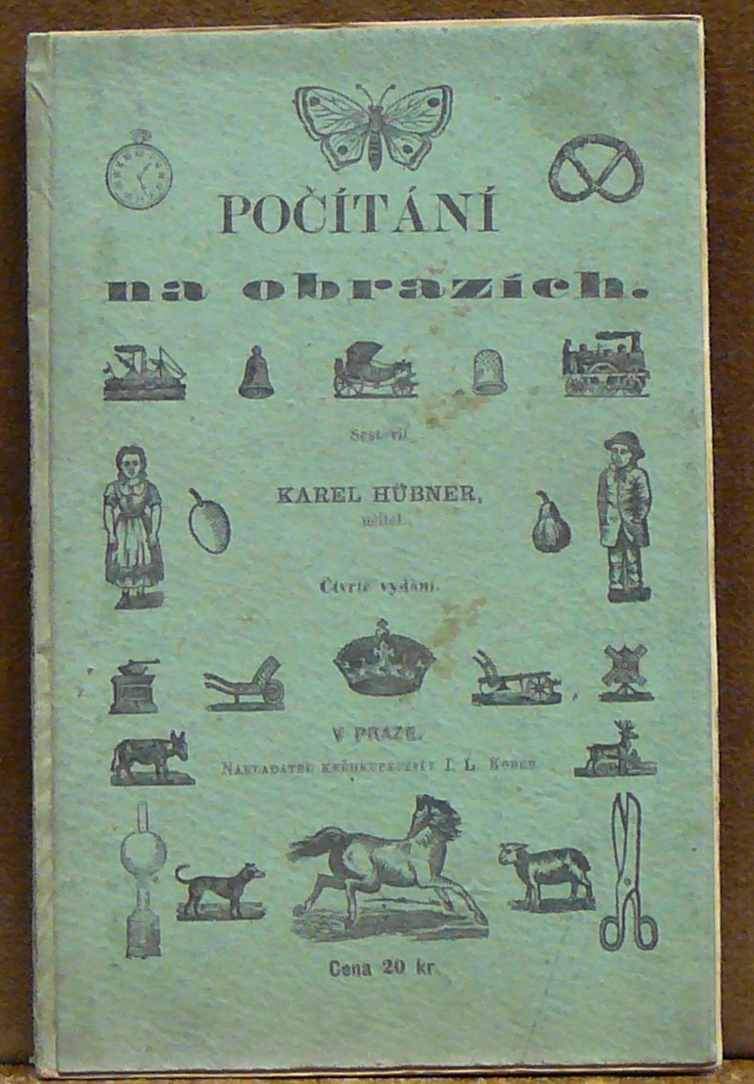 POČÍTÁNÍ
na obrazích.
Sestavil
KAREL HÜBNER,
učitel.
Čtvrté vydání.
V PRAZE.
NAKLADATEL KNĚHKUPECTVÍ I. L. KOBER
Cena 20 kr.